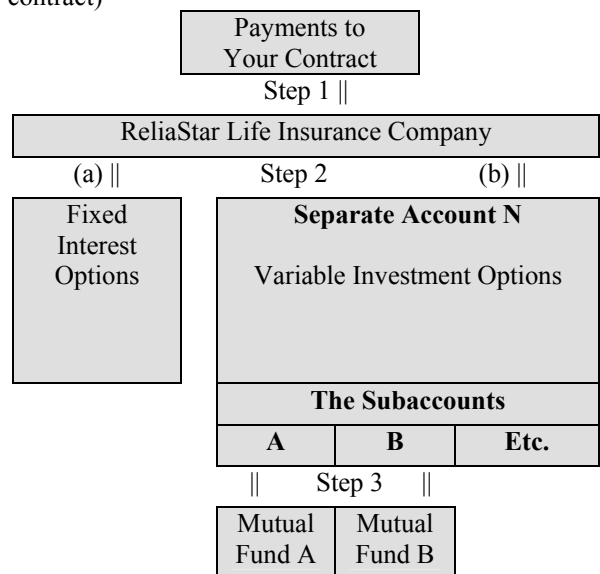 contract)
Payments to
Your Contract
Step 1 ||
ReliaStar Life Insurance Company
(a) || Step 2 (b) ||
Fixed
Interest
Options
Separate Account N
Variable Investment Options
The Subaccounts
A B Etc.
|| Step 3 ||
Mutual
Fund A
Mutual
Fund B